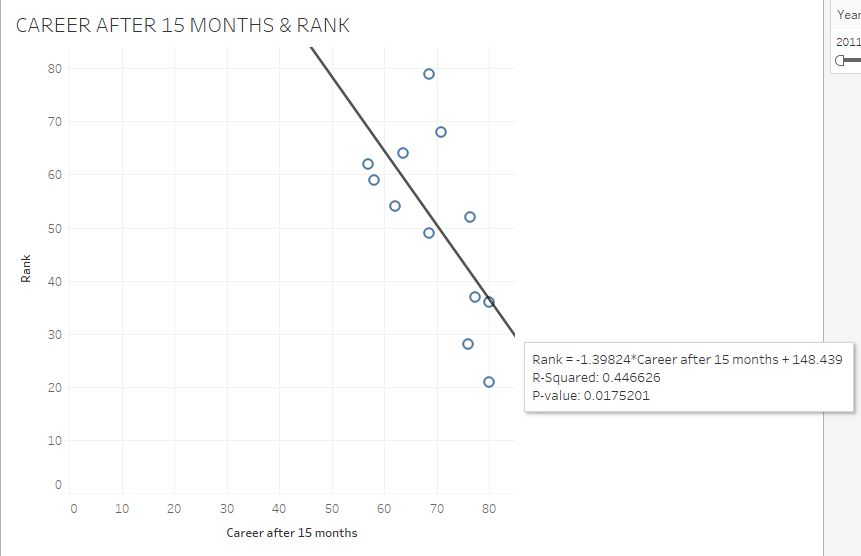 CAREER AFTER 15 MONTHS & RANK
Year
2011
80
70
60
50
40
30
20
10
0
Rank
0 10 20 30 40 50 60 70 80
Career after 15 months
Rank = -1.39824*Career after 15 months + 148.439
R-Squared: 0.446626
P-value: 0.0175201